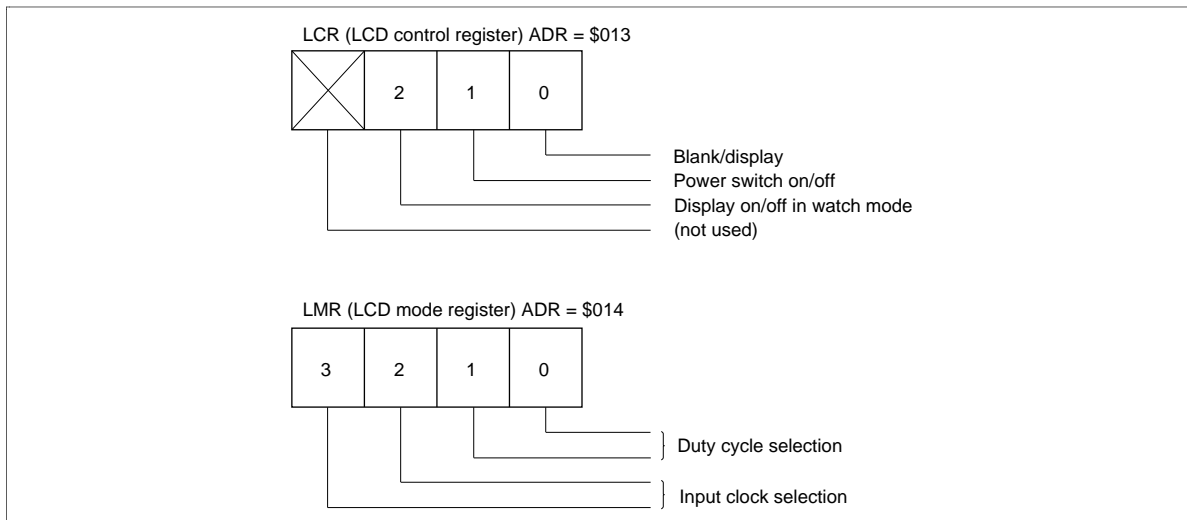 LCR (LCD control register) ADR = $013
2 1 0
Blank/display
Power switch on/off
Display on/off in watch mode
(not used)
LMR (LCD mode register) ADR = $014
3 2 1 0
Duty cycle selection
Input clock selection